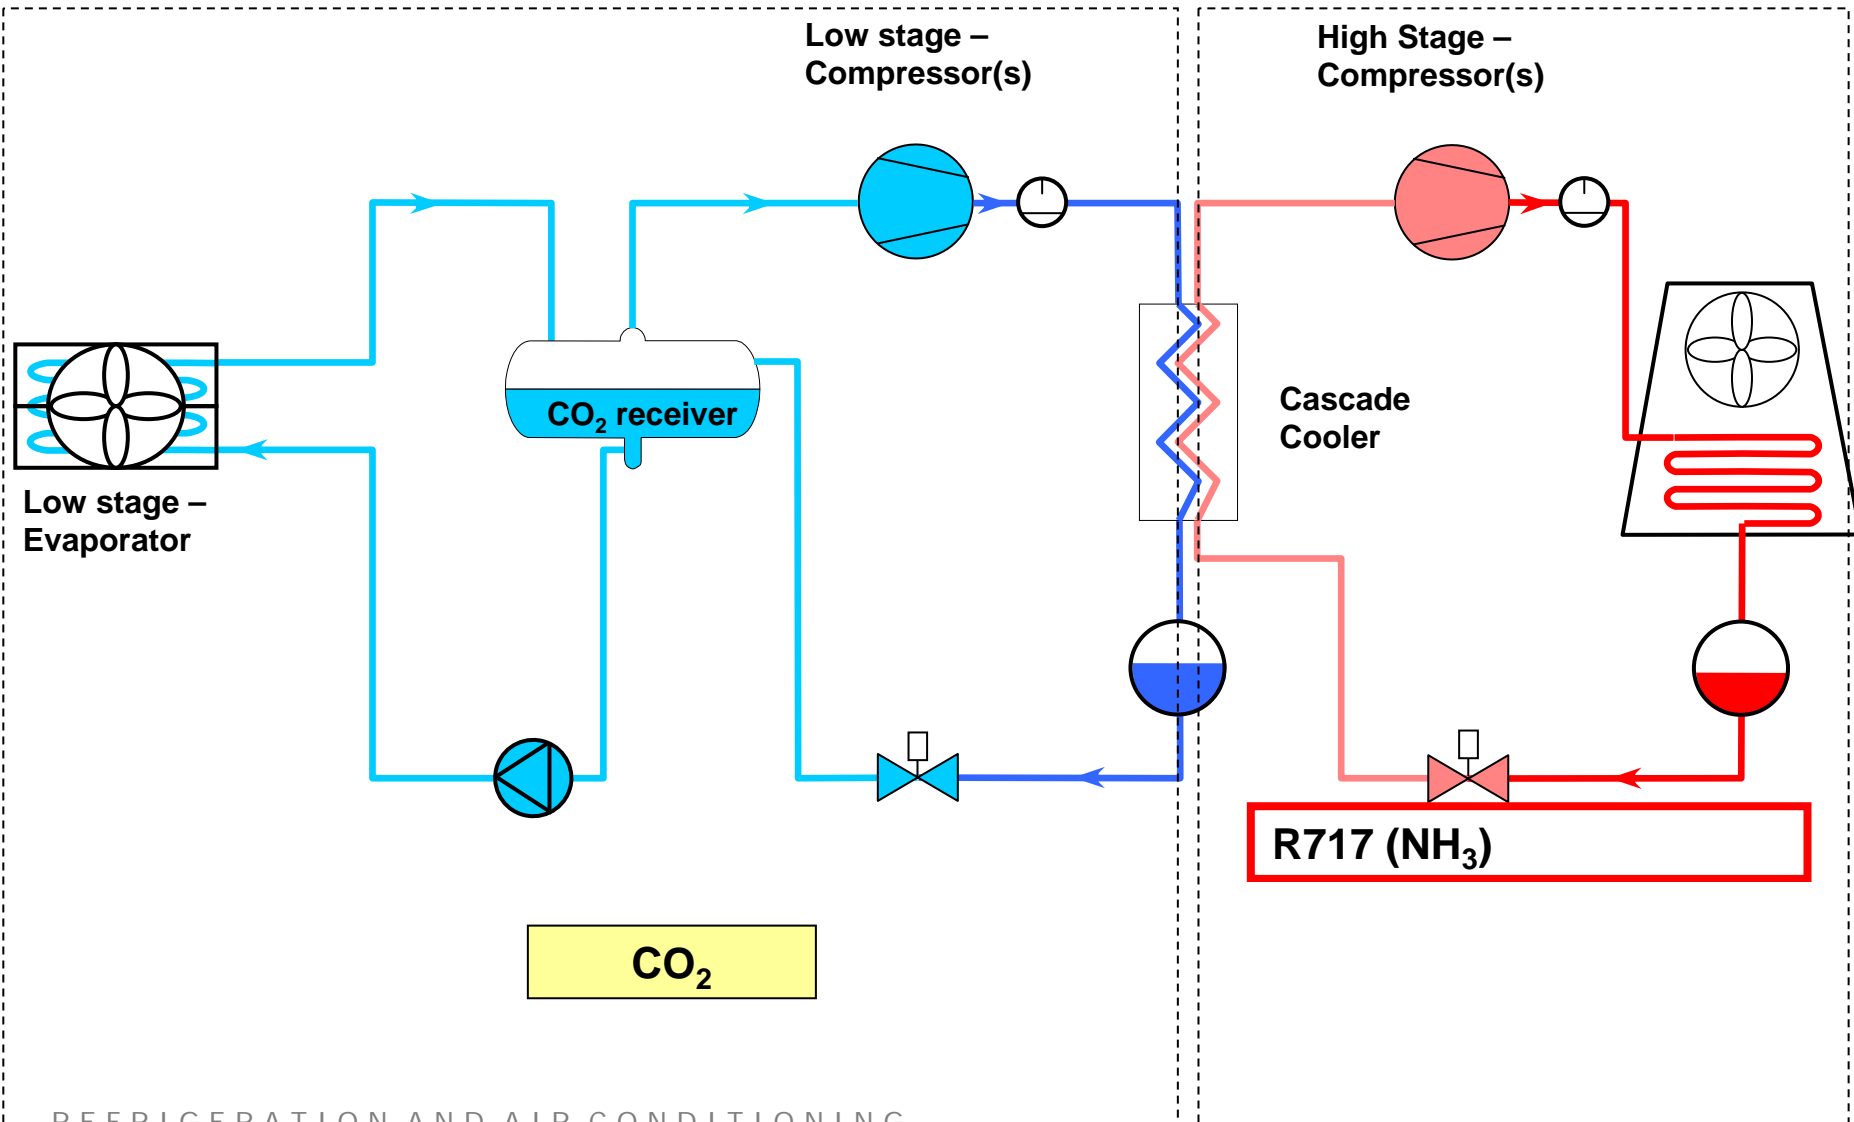 Low stage –
Compressor(s)
High Stage –
Compressor(s)
CO₂ receiver
Cascade
Cooler
Low stage –
Evaporator
R717 (NH₃)
CO₂
REFRIGERATION AND AIR CONDITIONING